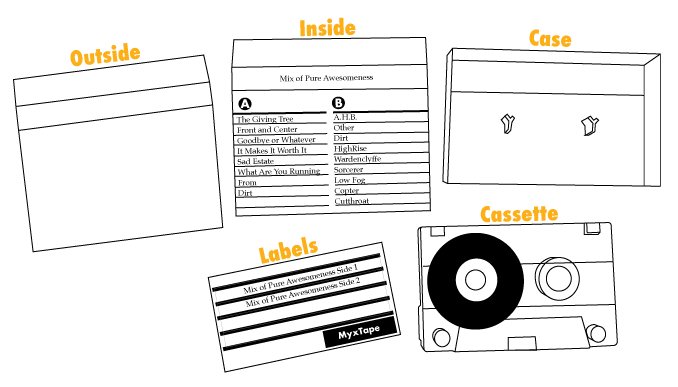 Outside
Inside
Case
Mix of Pure Awesomeness
A
The Giving Tree
Front and Center
Goodbye or Whatever
It Makes It Worth It
Sad Estate
What Are You Running
From
Dirt
B
A.H.B.
Other
Dirt
HighRise
Wardenclyffe
Sorcerer
Low Fog
Copter
Cutthroat
Labels
Mix of Pure Awesomeness Side 1
Mix of Pure Awesomeness Side 2
MyxTape
Cassette